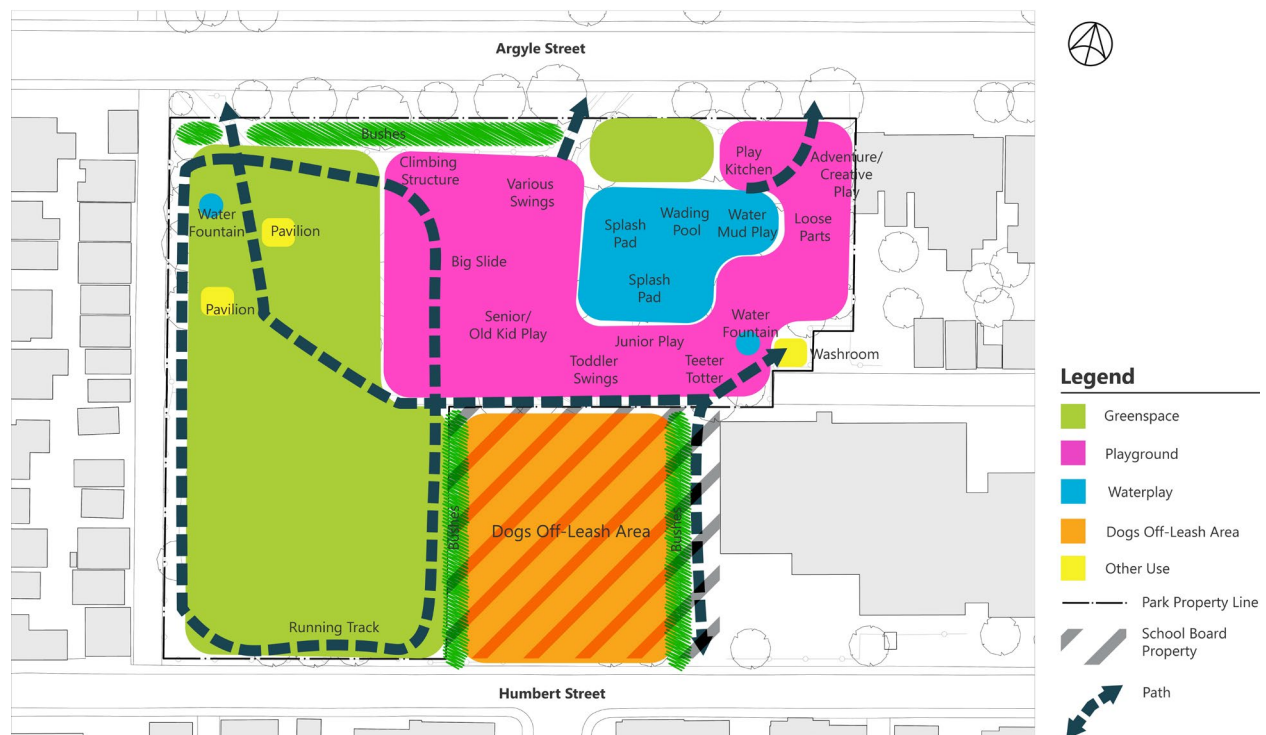 Argyle Street
Bushes
Climbing
Structure
Various
Swings
Play
Kitchen
Adventure/
Creative
Play
Water
Fountain
Pavilion
Splash
Pad
Wading
Pool
Water
Mud Play
Loose
Parts
Big Slide
Splash
Pad
Pavilion
Senior/
Old Kid Play
Water
Fountain
Junior Play
Washroom
Toddler
Swings
Teeter
Totter
Bushes
Dogs Off-Leash Area
Bushes
Running Track
Humbert Street
Legend
Greenspace
Playground
Waterplay
Dogs Off-Leash Area
Other Use
Park Property Line
School Board
Property
Path